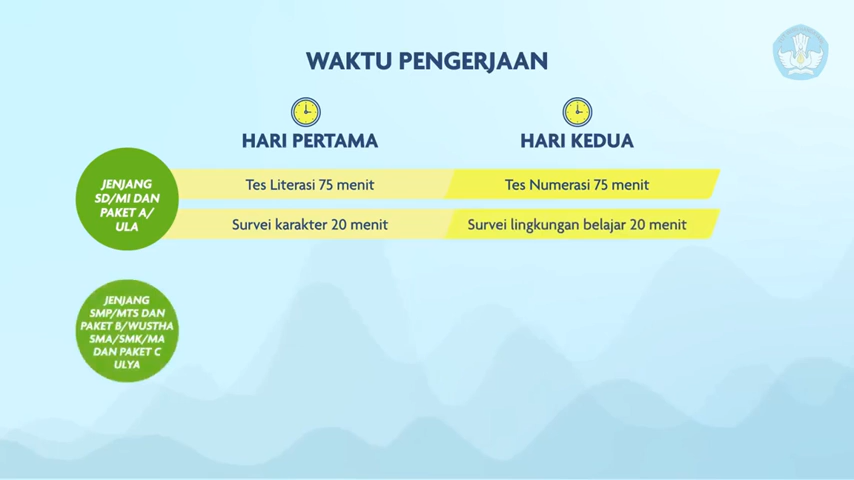 WAKTU PENGERJAAN
HARI PERTAMA
HARI KEDUA
JENJANG
SD/MI DAN
PAKET A/
ULA
Tes Literasi 75 menit
Tes Numerasi 75 menit
Survei karakter 20 menit
Survei lingkungan belajar 20 menit
JENJANG
SMP/MTS DAN
PAKET B/WUSTHA
SMA/SMK/MA
DAN PAKET C
ULYA